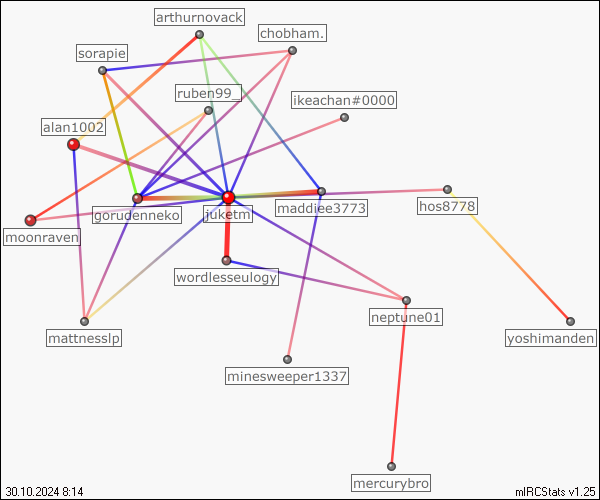 arthurnovack
chobham.
sorapie
ruben99_
ikeachan#0000
alan1002
gorudenneko
juketm
maddiee3773
hos8778
moonraven
wordlesseulogy
neptune01
mattnesslp
yoshimanden
minesweeper1337
mercurybro
30.10.2024 8:14
mIRCStats v1.25